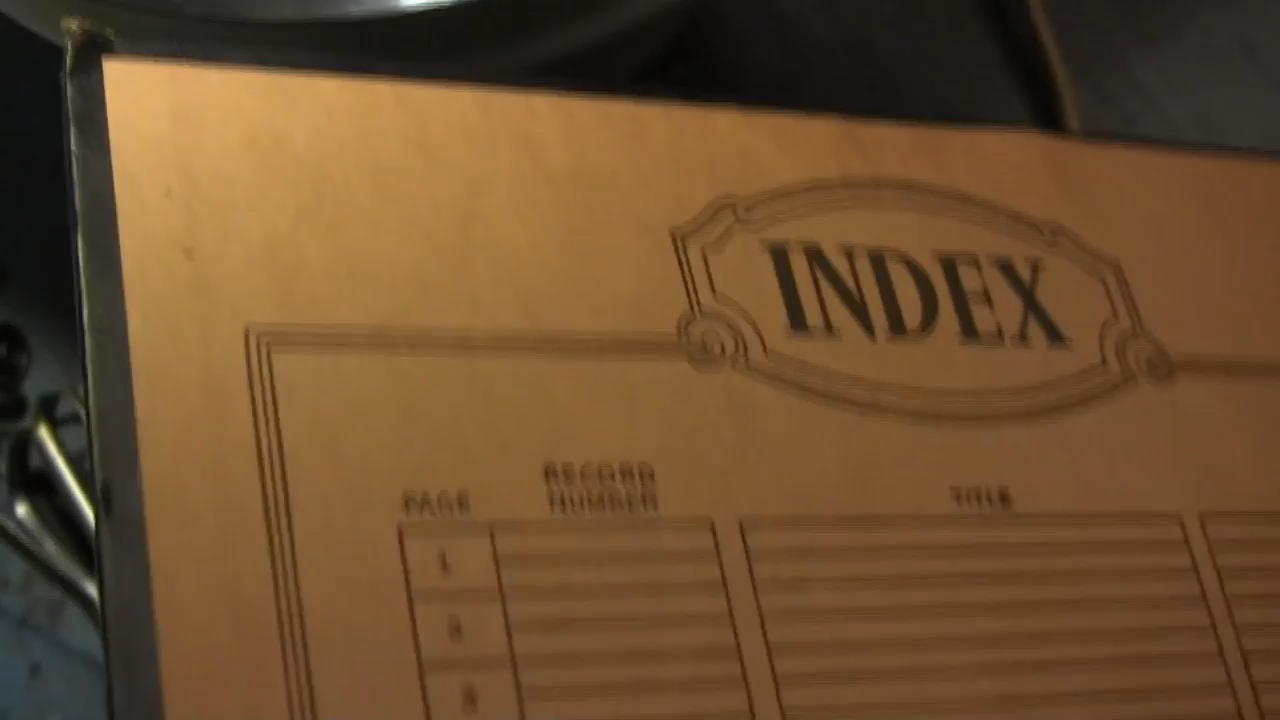 INDEX
PAGE
RECORD
NUMBER
TITLE
1
2
3